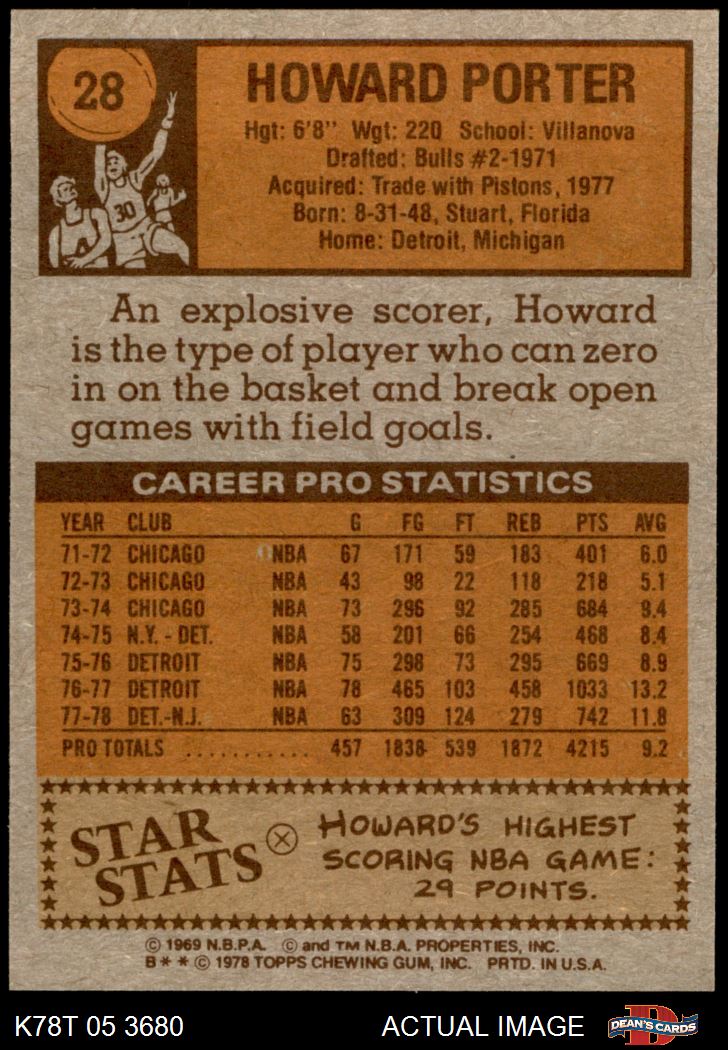 28
HOWARD PORTER
Hgt: 6'8" Wgt: 220 School: Villanova
Drafted: Bulls #2-1971
Acquired: Trade with Pistons, 1977
Born: 8-31-48, Stuart, Florida
Home: Detroit, Michigan
30
An explosive scorer, Howard
is the type of player who can zero
in on the basket and break open
games with field goals.
CAREER PRO STATISTICS
YEAR CLUB G FG FT REB PTS AVG
71-72 CHICAGO NBA 67 171 59 183 401 6.0
72-73 CHICAGO NBA 43 98 22 118 218 5.1
73-74 CHICAGO NBA 73 296 92 285 684 9.4
74-75 N.Y. - DET. NBA 58 201 66 254 468 8.4
75-76 DETROIT NBA 75 298 73 295 669 8.9
76-77 DETROIT NBA 78 465 103 458 1033 13.2
77-78 DET.-N.J. NBA 63 309 124 279 742 11.8
PRO TOTALS ............ 457 1838 539 1872 4215 9.2
STAR
STATS
HOWARD'S HIGHEST
SCORING NBA GAME:
29 POINTS.
© 1969 N.B.P.A. © and TM N.B.A. PROPERTIES, INC.
B** © 1978 TOPPS CHEWING GUM, INC. PRTD. IN U.S.A.
K78T 05 3680 ACTUAL IMAGE DEAN'S CARDS